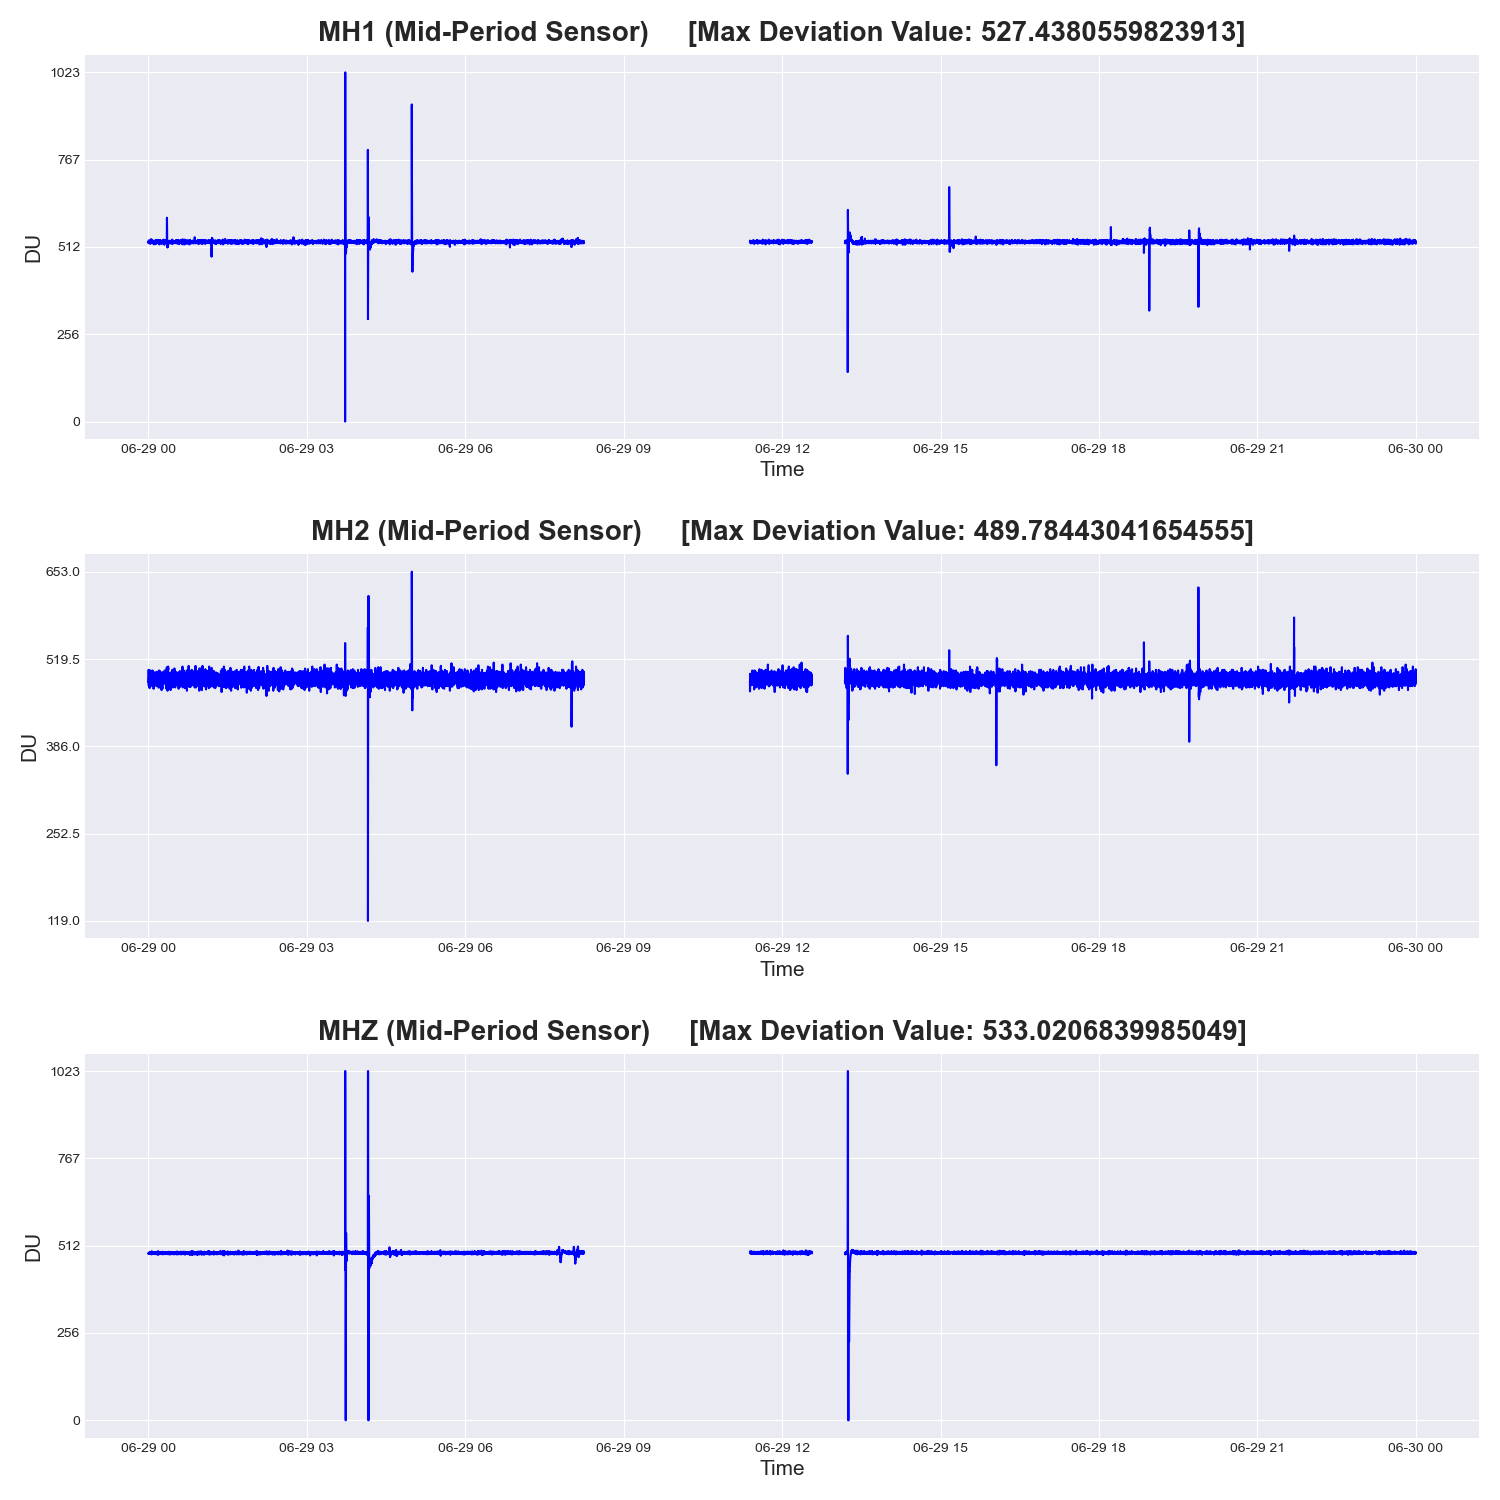 MH1 (Mid-Period Sensor) [Max Deviation Value: 527.4380559823913]
1023
767
512
256
0
DU
06-29 00 06-29 03 06-29 06 06-29 09 06-29 12 06-29 15 06-29 18 06-29 21 06-30 00
Time
MH2 (Mid-Period Sensor) [Max Deviation Value: 489.78443041654555]
653.0
519.5
386.0
252.5
119.0
DU
06-29 00 06-29 03 06-29 06 06-29 09 06-29 12 06-29 15 06-29 18 06-29 21 06-30 00
Time
MHZ (Mid-Period Sensor) [Max Deviation Value: 533.0206839985049]
1023
767
512
256
0
DU
06-29 00 06-29 03 06-29 06 06-29 09 06-29 12 06-29 15 06-29 18 06-29 21 06-30 00
Time